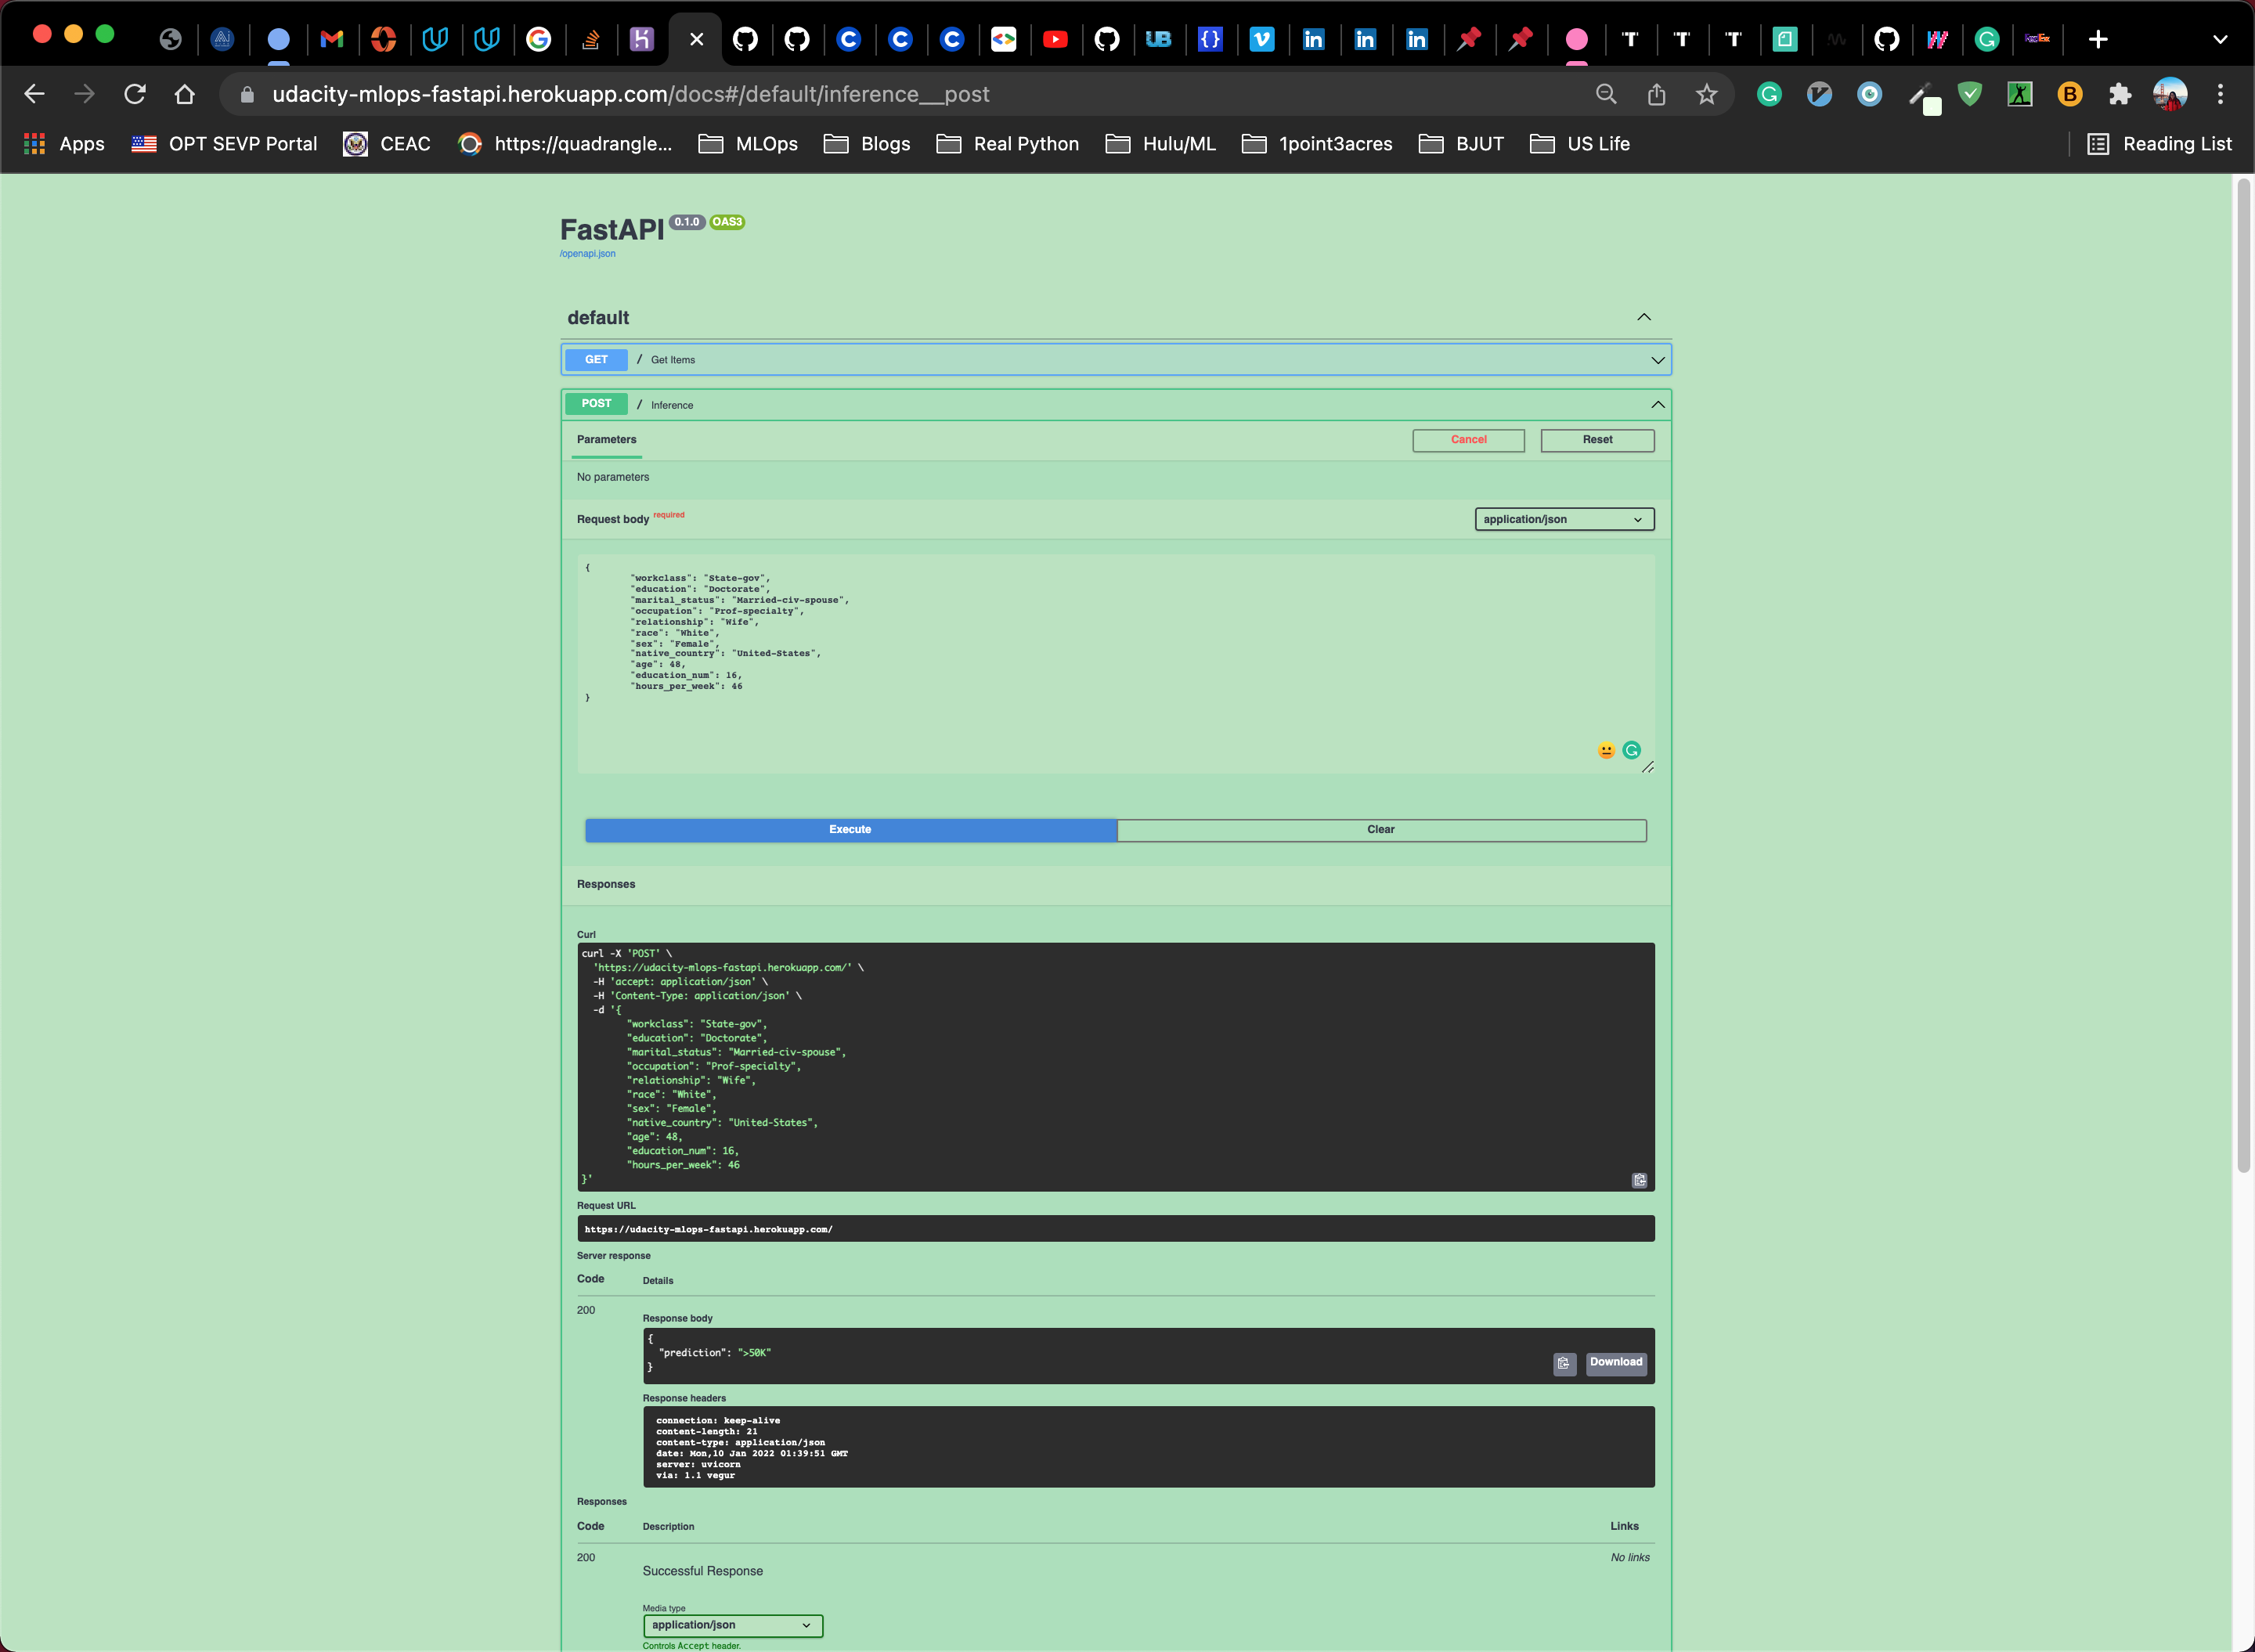 udacity-mlops-fastapi.herokuapp.com/docs#/default/inference__post
Apps OPT SEVP Portal CEAC https://quadrangle... MLOps Blogs Real Python Hulu/ML 1point3acres BJUT US Life Reading List
FastAPI 0.1.0 OAS3
/openapi.json
default
GET / Get Items
POST / Inference
Parameters Cancel Reset
No parameters
Request body required application/json
{
"workclass": "State-gov",
"education": "Doctorate",
"marital_status": "Married-civ-spouse",
"occupation": "Prof-specialty",
"relationship": "Wife",
"race": "White",
"sex": "Female",
"native_country": "United-States",
"age": 48,
"education_num": 16,
"hours_per_week": 46
}
Execute Clear
Responses
Curl
curl -X 'POST' \
'https://udacity-mlops-fastapi.herokuapp.com/' \
-H 'accept: application/json' \
-H 'Content-Type: application/json' \
-d '{
"workclass": "State-gov",
"education": "Doctorate",
"marital_status": "Married-civ-spouse",
"occupation": "Prof-specialty",
"relationship": "Wife",
"race": "White",
"sex": "Female",
"native_country": "United-States",
"age": 48,
"education_num": 16,
"hours_per_week": 46
}'
Request URL
https://udacity-mlops-fastapi.herokuapp.com/
Server response
Code Details
200
Response body
{
"prediction": ">50K"
}
Download
Response headers
connection: keep-alive
content-length: 21
content-type: application/json
date: Mon,10 Jan 2022 01:39:51 GMT
server: uvicorn
via: 1.1 vegur
Responses
Code Description Links
200 No links
Successful Response
Media type
application/json
Controls Accept header.